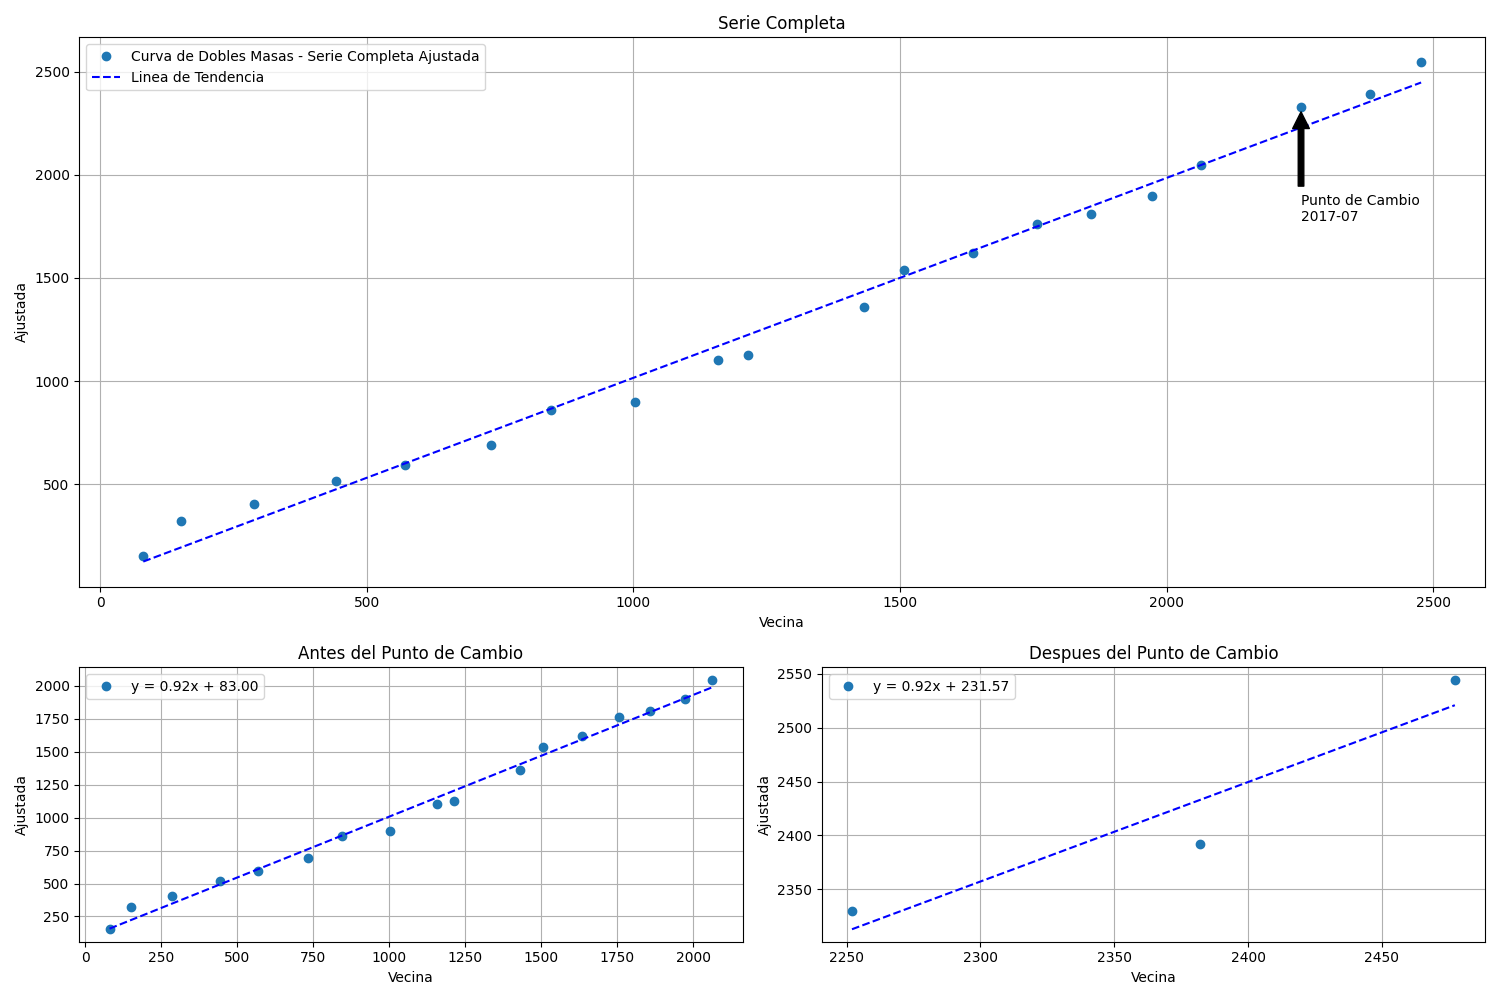 Serie Completa
Curva de Dobles Masas - Serie Completa Ajustada
Linea de Tendencia
Punto de Cambio
2017-07
Ajustada
2500
2000
1500
1000
500
0 500 1000 1500 2000 2500
Vecina
Antes del Punto de Cambio
y = 0.92x + 83.00
Ajustada
2000
1750
1500
1250
1000
750
500
250
0 250 500 750 1000 1250 1500 1750 2000
Vecina
Despues del Punto de Cambio
y = 0.92x + 231.57
Ajustada
2550
2500
2450
2400
2350
2250 2300 2350 2400 2450
Vecina